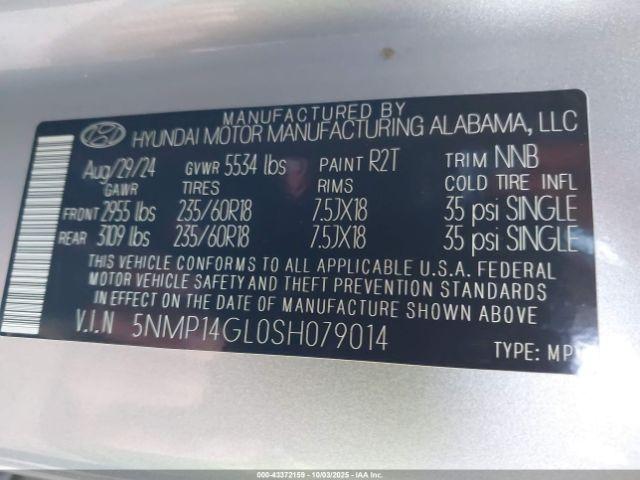 MANUFACTURED BY
HYUNDAI MOTOR MANUFACTURING ALABAMA, LLC
Aug/29/24 GVWR 5534 lbs PAINT R2T TRIM NNB
GAWR TIRES RIMS COLD TIRE INFL
FRONT 2955 lbs 235/60R18 7.5JX18 35 psi SINGLE
REAR 3109 lbs 235/60R18 7.5JX18 35 psi SINGLE
THIS VEHICLE CONFORMS TO ALL APPLICABLE U.S.A. FEDERAL
MOTOR VEHICLE SAFETY AND THEFT PREVENTION STANDARDS
IN EFFECT ON THE DATE OF MANUFACTURE SHOWN ABOVE.
V.I.N 5NMP14GL0SH079014
TYPE: MPV
000-43372159 - 10/03/2025 - IAA Inc.